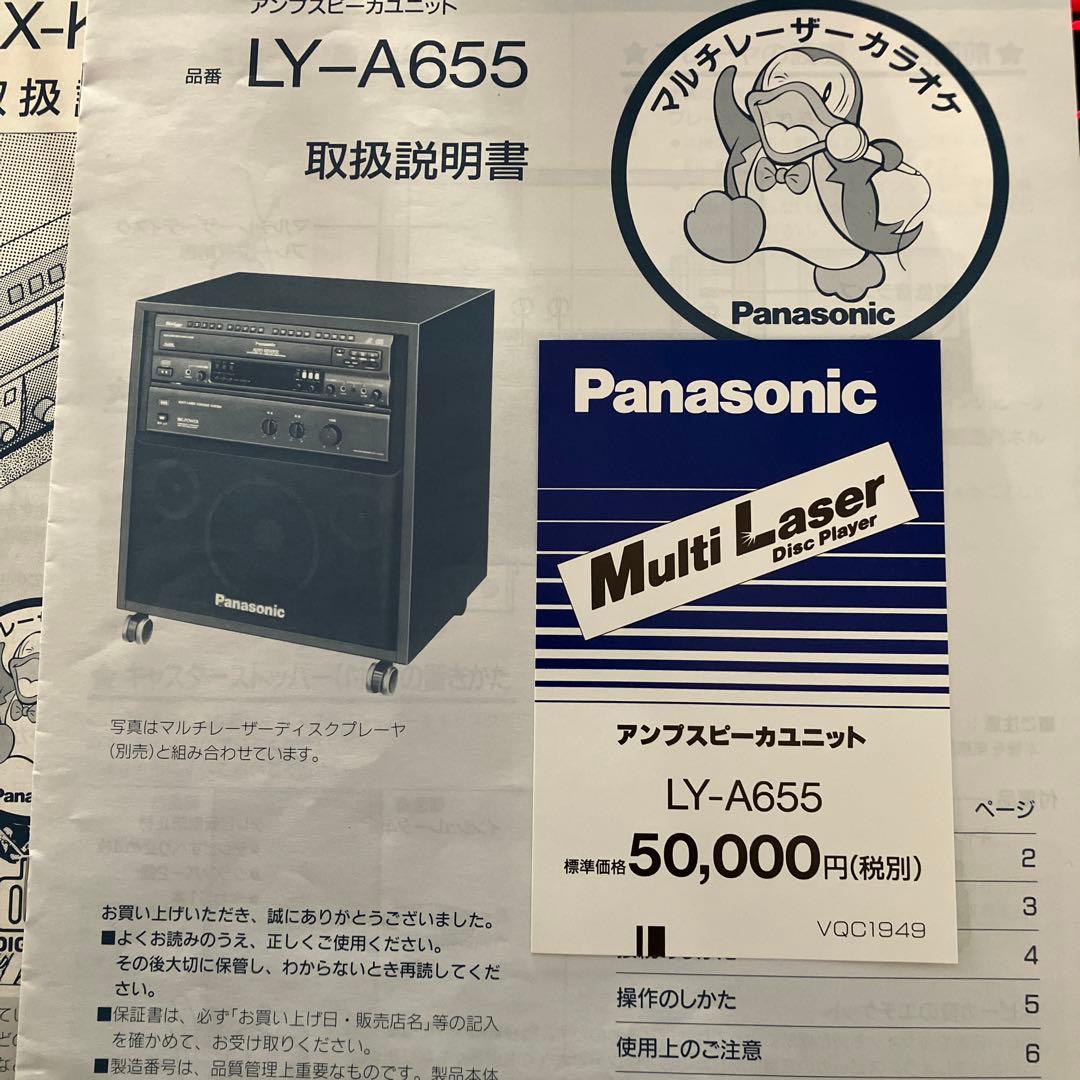 アンプスピーカユニット
品番 LY-A655
取扱説明書
マルチレーザーカラオケ
Panasonic
Panasonic
写真はマルチレーザーディスクプレーヤ
(別売)と組み合わせています。
お買い上げいただき、誠にありがとうございました。
■よくお読みのうえ、正しくご使用ください。
その後大切に保管し、わからないとき再読してくだ
さい。
■保証書は、必ず「お買い上げ日・販売店名」等の記入
を確かめて、お受け取りください。
■製造番号は、品質管理上重要なものです。製品本体
Panasonic
Multi Laser
Disc Player
アンプスピーカユニット
LY-A655
標準価格50,000円(税別)
VQC1949
ページ
2
3
4
操作のしかた 5
使用上のご注意 6
X-K
取扱